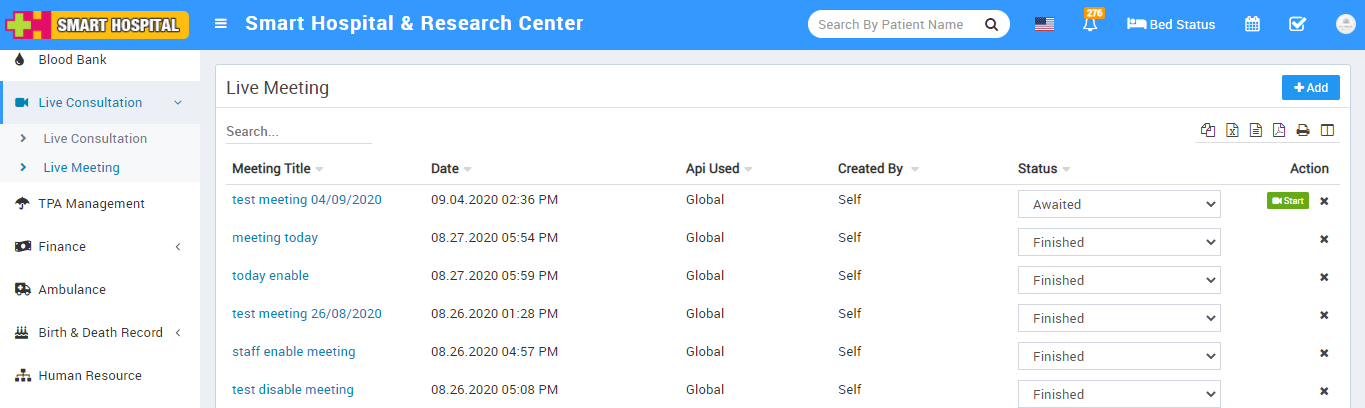 SMART HOSPITAL
Smart Hospital & Research Center
Search By Patient Name
276
Bed Status
Blood Bank
Live Consultation
Live Consultation
Live Meeting
TPA Management
Finance
Ambulance
Birth & Death Record
Human Resource
Live Meeting
Add
Search...
Meeting Title Date Api Used Created By Status Action
test meeting 04/09/2020 09.04.2020 02:36 PM Global Self Awaited Start
meeting today 08.27.2020 05:54 PM Global Self Finished
today enable 08.27.2020 05:59 PM Global Self Finished
test meeting 26/08/2020 08.26.2020 01:28 PM Global Self Finished
staff enable meeting 08.26.2020 04:57 PM Global Self Finished
test disable meeting 08.26.2020 05:08 PM Global Self Finished